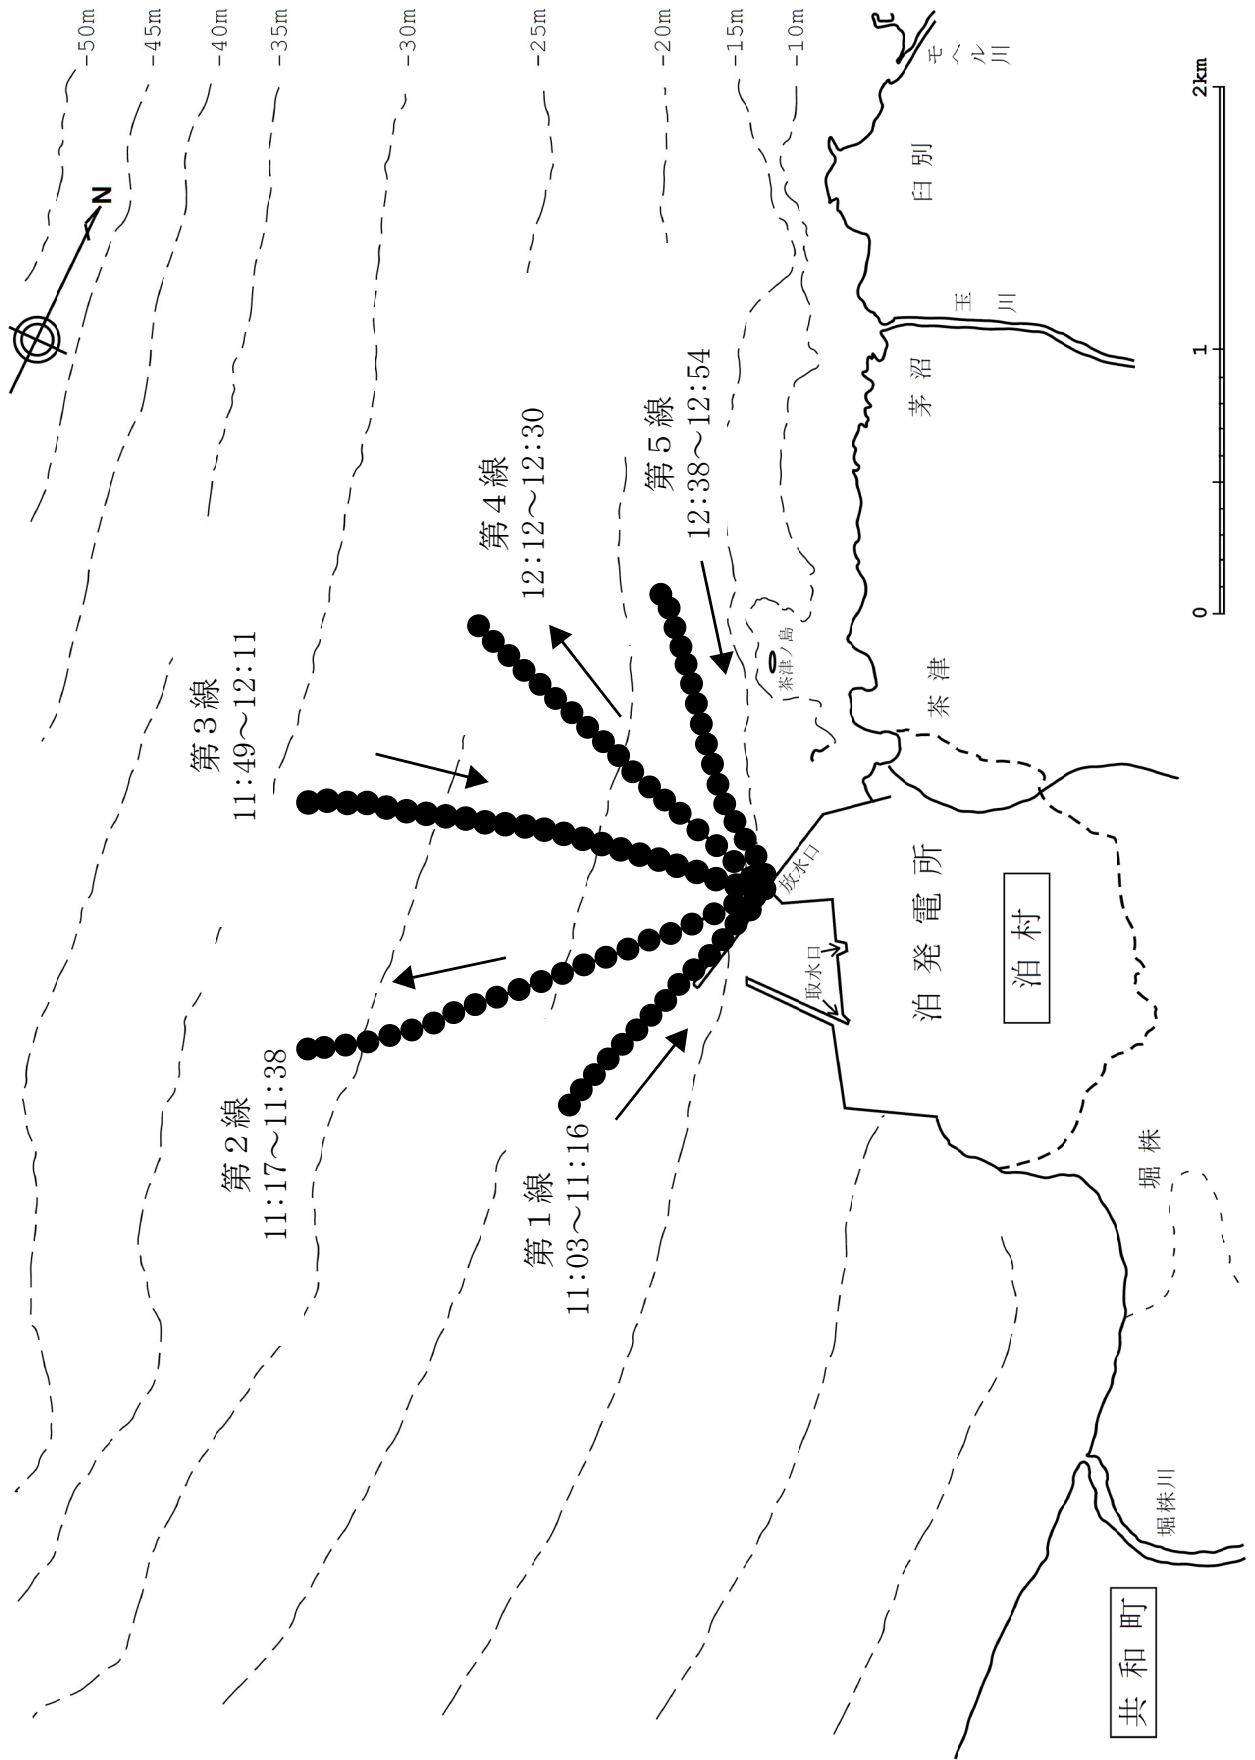 -50m
-45m
-40m
-35m
-30m
-25m
-20m
-15m
-10m
N
第1線
11:03～11:16
第2線
11:17～11:38
第3線
11:49～12:11
第4線
12:12～12:30
第5線
12:38～12:54
モヘル川
臼別
玉川
茅沼
茶津ノ島
茶津
放水口
取水口
泊発電所
泊村
堀株
堀株川
共和町
0
1
2km